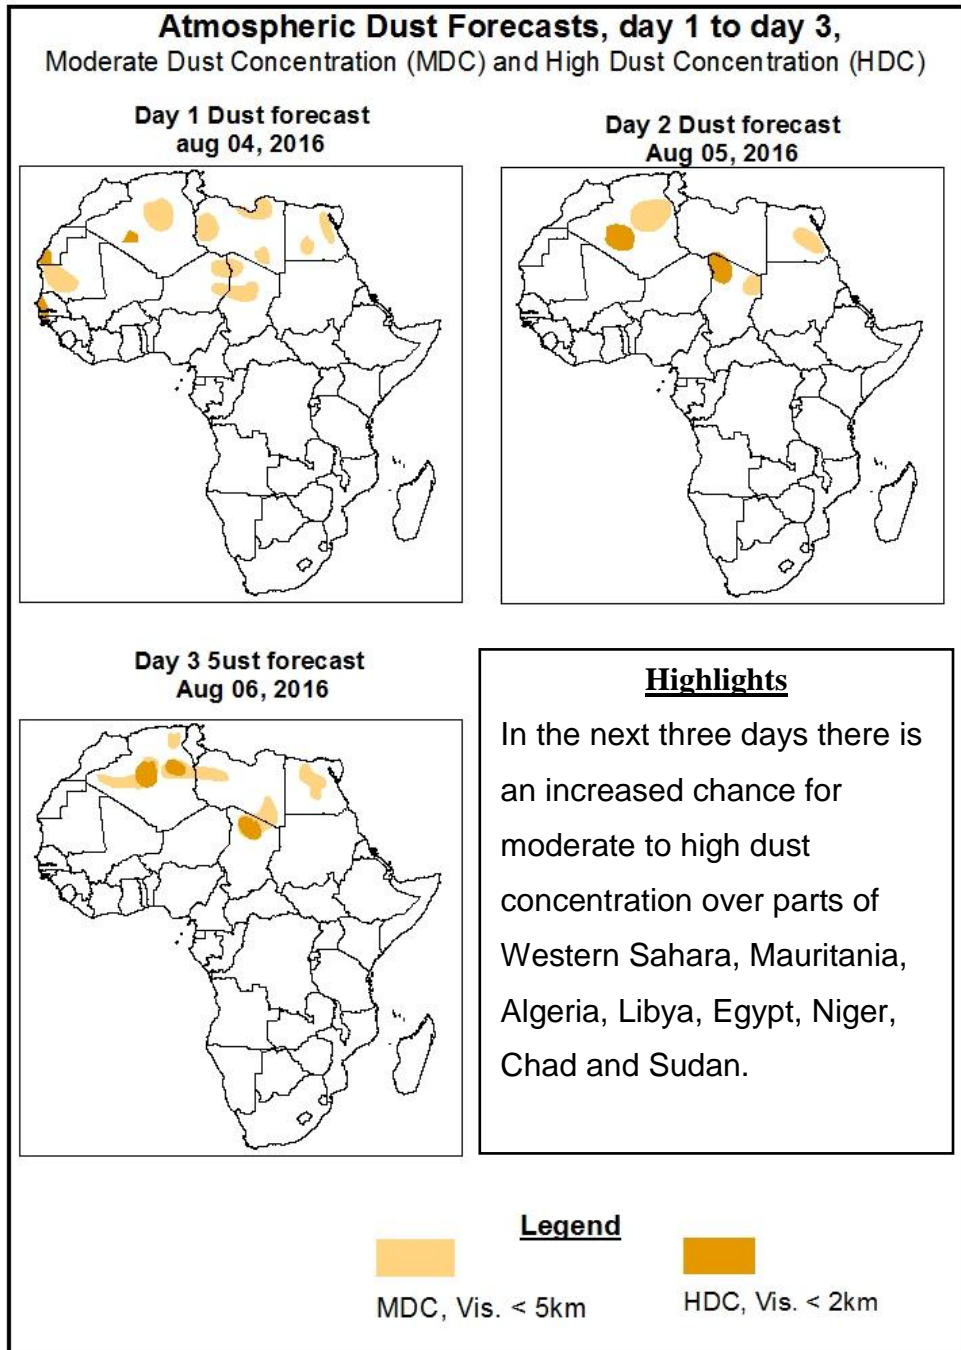 Atmospheric Dust Forecasts, day 1 to day 3,
Moderate Dust Concentration (MDC) and High Dust Concentration (HDC)
Day 1 Dust forecast
aug 04, 2016
Day 2 Dust forecast
Aug 05, 2016
Day 3 5ust forecast
Aug 06, 2016
Highlights
In the next three days there is
an increased chance for
moderate to high dust
concentration over parts of
Western Sahara, Mauritania,
Algeria, Libya, Egypt, Niger,
Chad and Sudan.
Legend
MDC, Vis. < 5km
HDC, Vis. < 2km